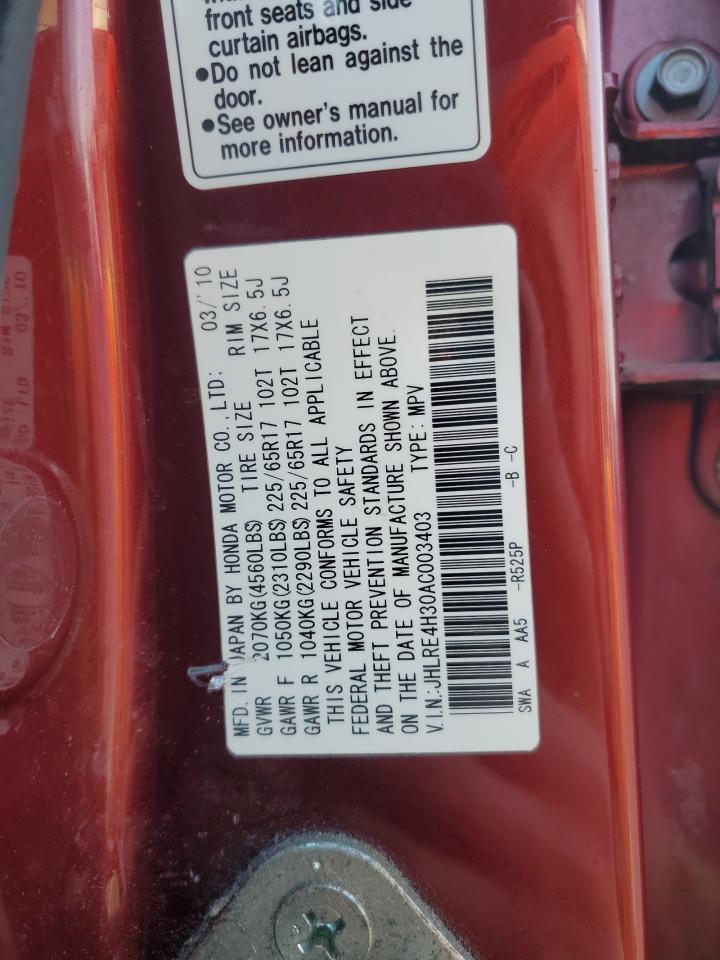 front seats and side
curtain airbags.
●Do not lean against the
door.
●See owner's manual for
more information.
MFD. IN JAPAN BY HONDA MOTOR CO.,LTD: 03/'10
GVWR 2070KG(4560LBS) TIRE SIZE RIM SIZE
GAWR F 1050KG(2310LBS) 225/65R17 102T 17X6.5J
GAWR R 1040KG(2290LBS) 225/65R17 102T 17X6.5J
THIS VEHICLE CONFORMS TO ALL APPLICABLE
FEDERAL MOTOR VEHICLE SAFETY
AND THEFT PREVENTION STANDARDS IN EFFECT
ON THE DATE OF MANUFACTURE SHOWN ABOVE.
V.I.N.:JHLRE4H30AC003403 TYPE: MPV
SWA A AA5 -R525P -B -C